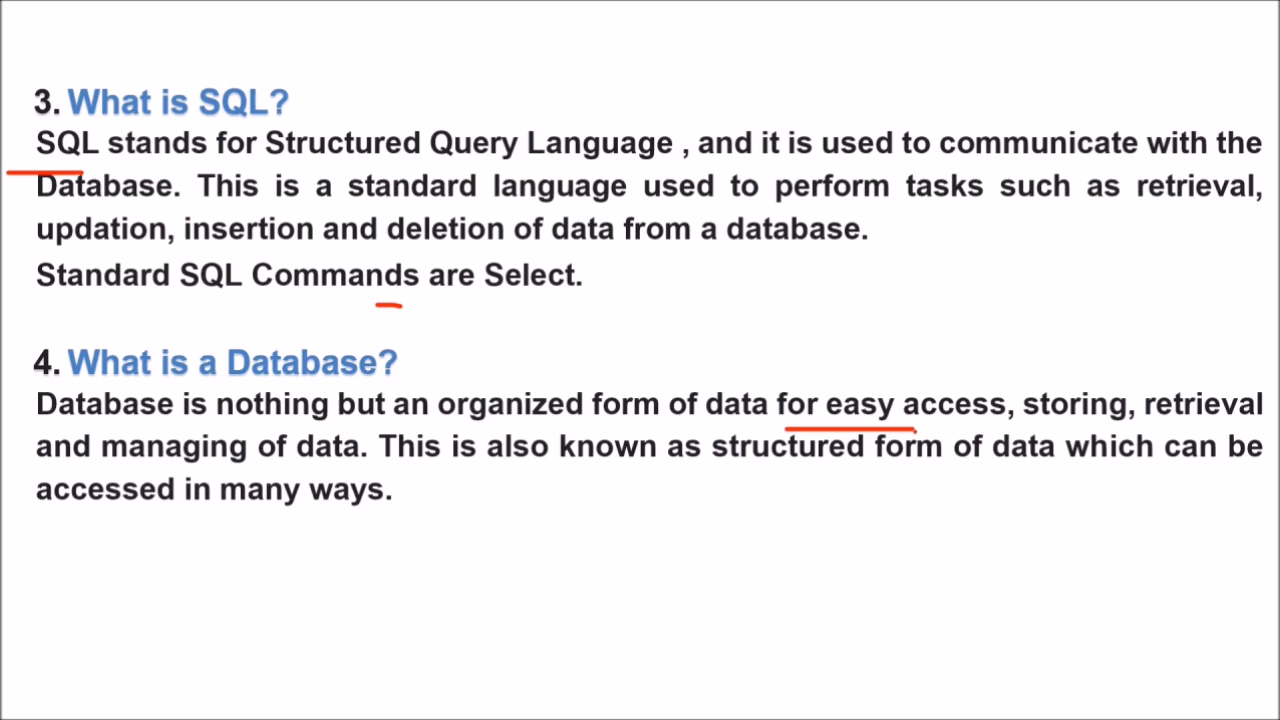 3. What is SQL?
SQL stands for Structured Query Language , and it is used to communicate with the
Database. This is a standard language used to perform tasks such as retrieval,
updation, insertion and deletion of data from a database.
Standard SQL Commands are Select.
4. What is a Database?
Database is nothing but an organized form of data for easy access, storing, retrieval
and managing of data. This is also known as structured form of data which can be
accessed in many ways.